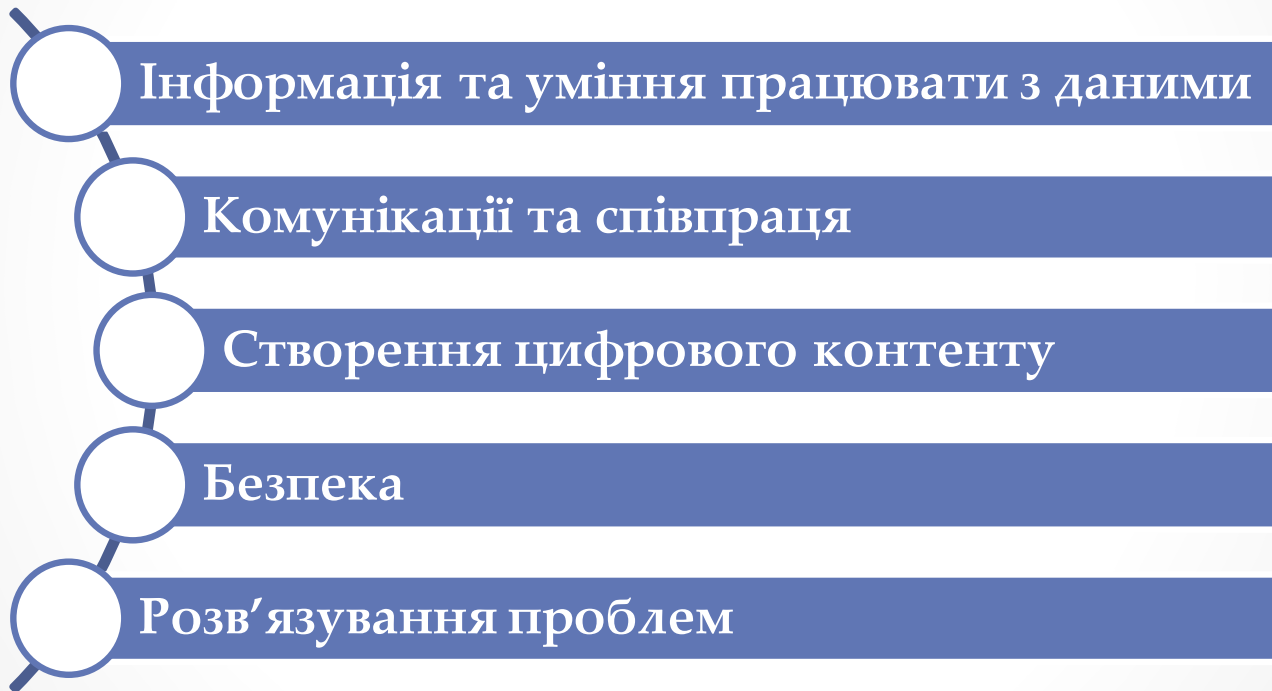 Інформація та уміння працювати з даними
Комунікації та співпраця
Створення цифрового контенту
Безпека
Розв’язування проблем